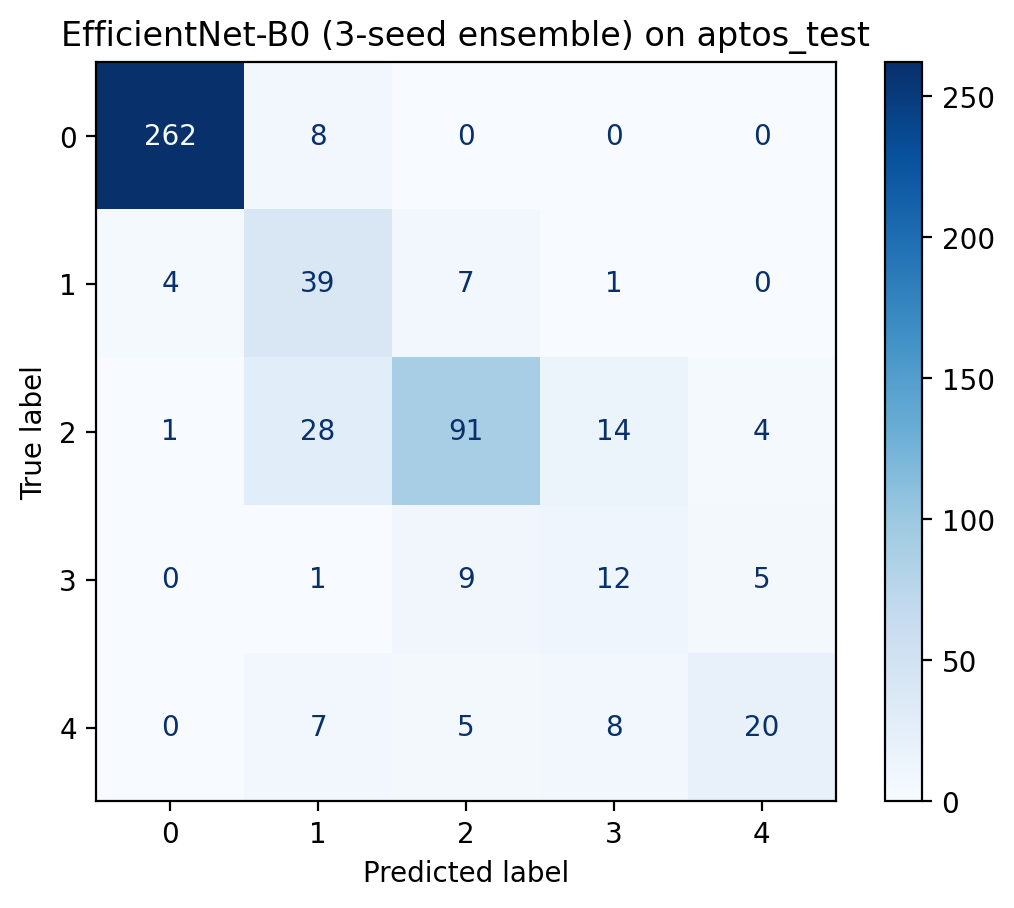 EfficientNet-B0 (3-seed ensemble) on aptos_test
0 262 8 0 0 0
1 4 39 7 1 0
2 1 28 91 14 4
3 0 1 9 12 5
4 0 7 5 8 20
0 1 2 3 4
Predicted label
True label
250
200
150
100
50
0